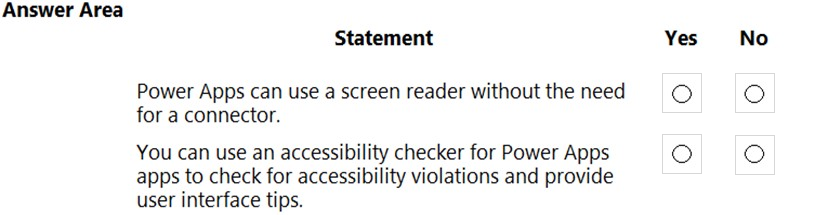 Answer Area
Statement Yes No
Power Apps can use a screen reader without the need
for a connector.
You can use an accessibility checker for Power Apps
apps to check for accessibility violations and provide
user interface tips.